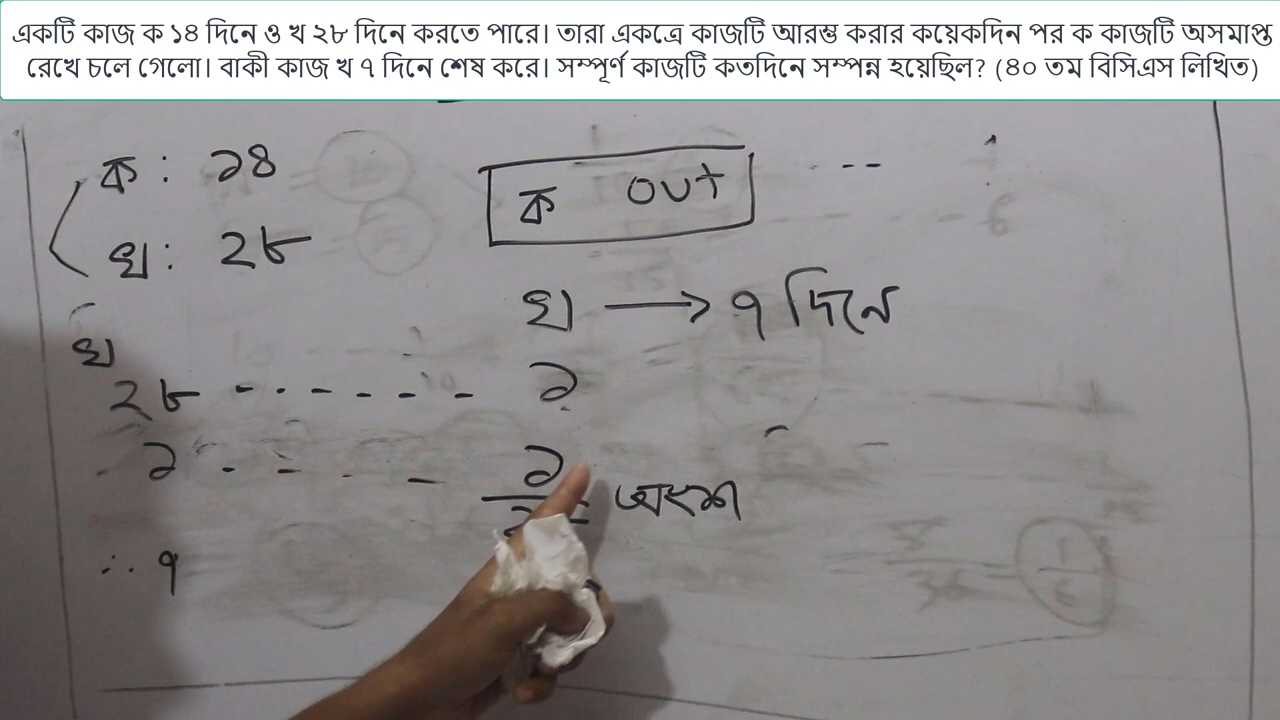 একটি কাজ ক ১৪ দিনে ও খ ২৮ দিনে করতে পারে। তারা একত্রে কাজটি আরম্ভ করার কয়েকদিন পর ক কাজটি অসমাপ্ত
রেখে চলে গেলো। বাকী কাজ খ ৭ দিনে শেষ করে। সম্পূর্ণ কাজটি কতদিনে সম্পন্ন হয়েছিল? (৪০ তম বিসিএস লিখিত)
ক : ১৪
খ : ২৮
ক out
খ → ৭ দিনে
খ
২৮ - - - - - - ১
১ - - - - ১
অংশ
∴ ৭